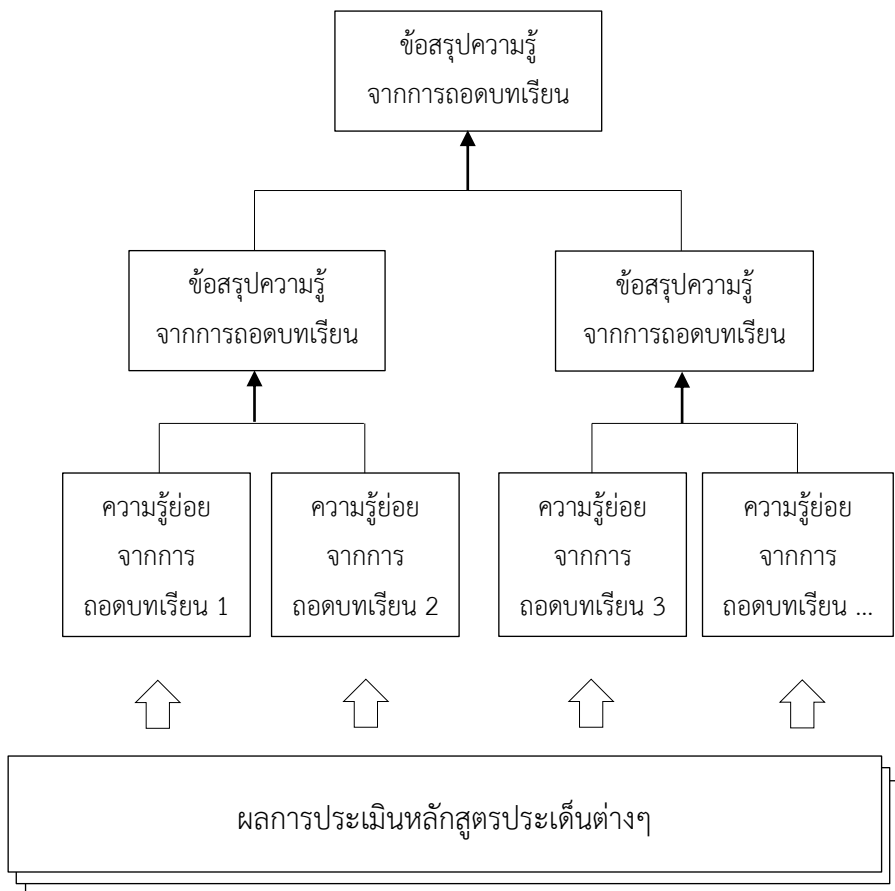 ข้อสรุปความรู้
จากการถอดบทเรียน
ข้อสรุปความรู้
จากการถอดบทเรียน
ข้อสรุปความรู้
จากการถอดบทเรียน
ความรู้ย่อย
จากการ
ถอดบทเรียน 1
ความรู้ย่อย
จากการ
ถอดบทเรียน 2
ความรู้ย่อย
จากการ
ถอดบทเรียน 3
ความรู้ย่อย
จากการ
ถอดบทเรียน ...
ผลการประเมินหลักสูตรประเด็นต่างๆ